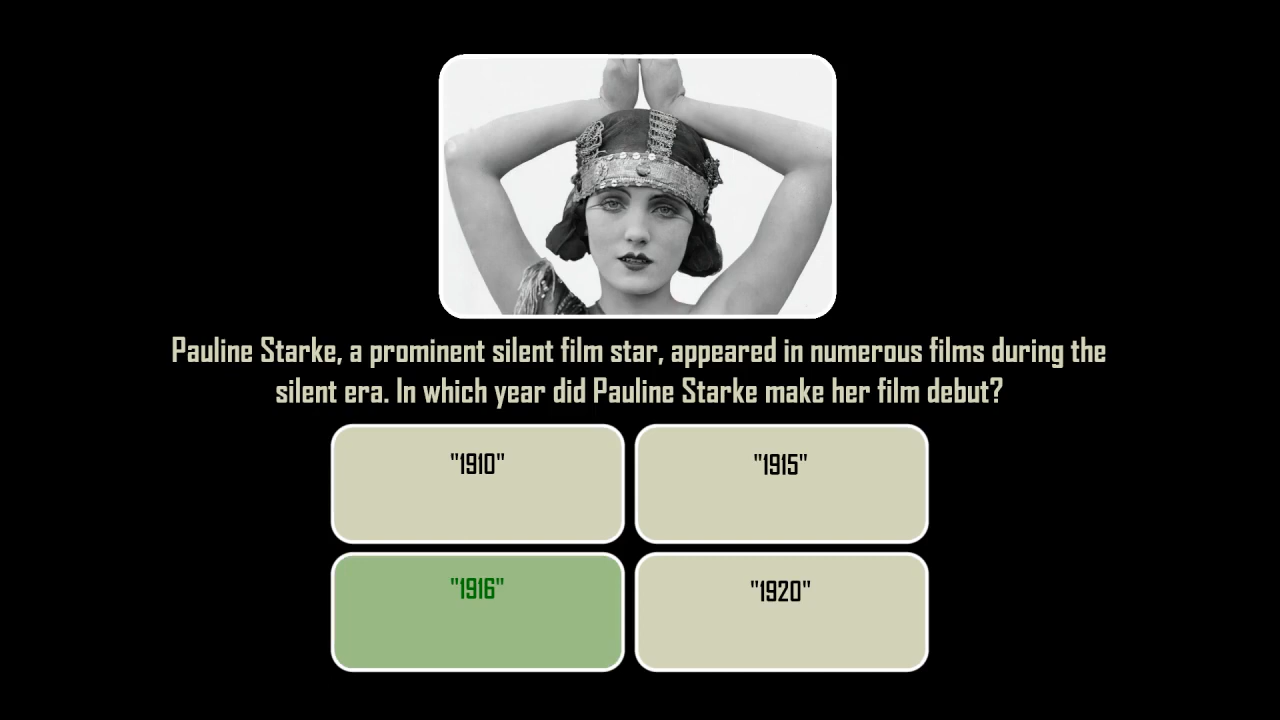 Pauline Starke, a prominent silent film star, appeared in numerous films during the
silent era. In which year did Pauline Starke make her film debut?
"1910"
"1915"
"1916"
"1920"